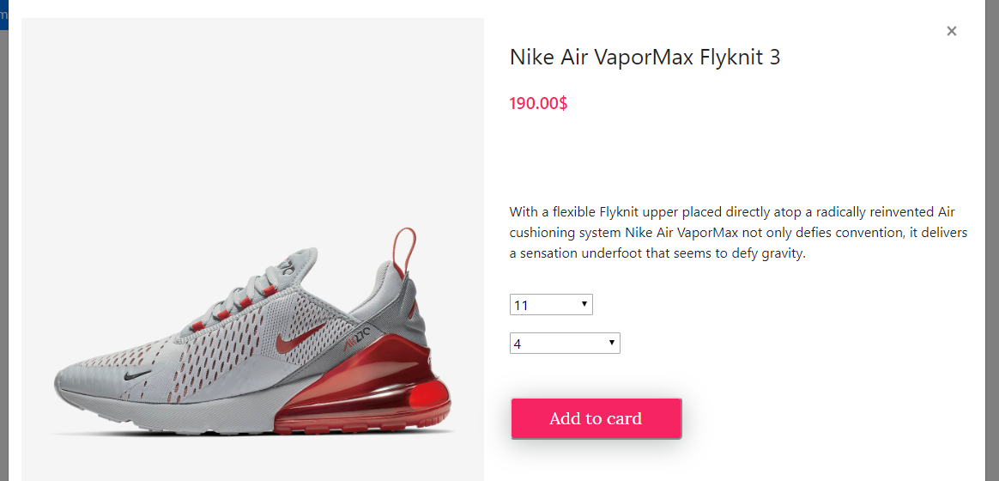 m
×
Nike Air VaporMax Flyknit 3
190.00$
With a flexible Flyknit upper placed directly atop a radically reinvented Air
cushioning system Nike Air VaporMax not only defies convention, it delivers
a sensation underfoot that seems to defy gravity.
270
Air270
11
4
Add to card